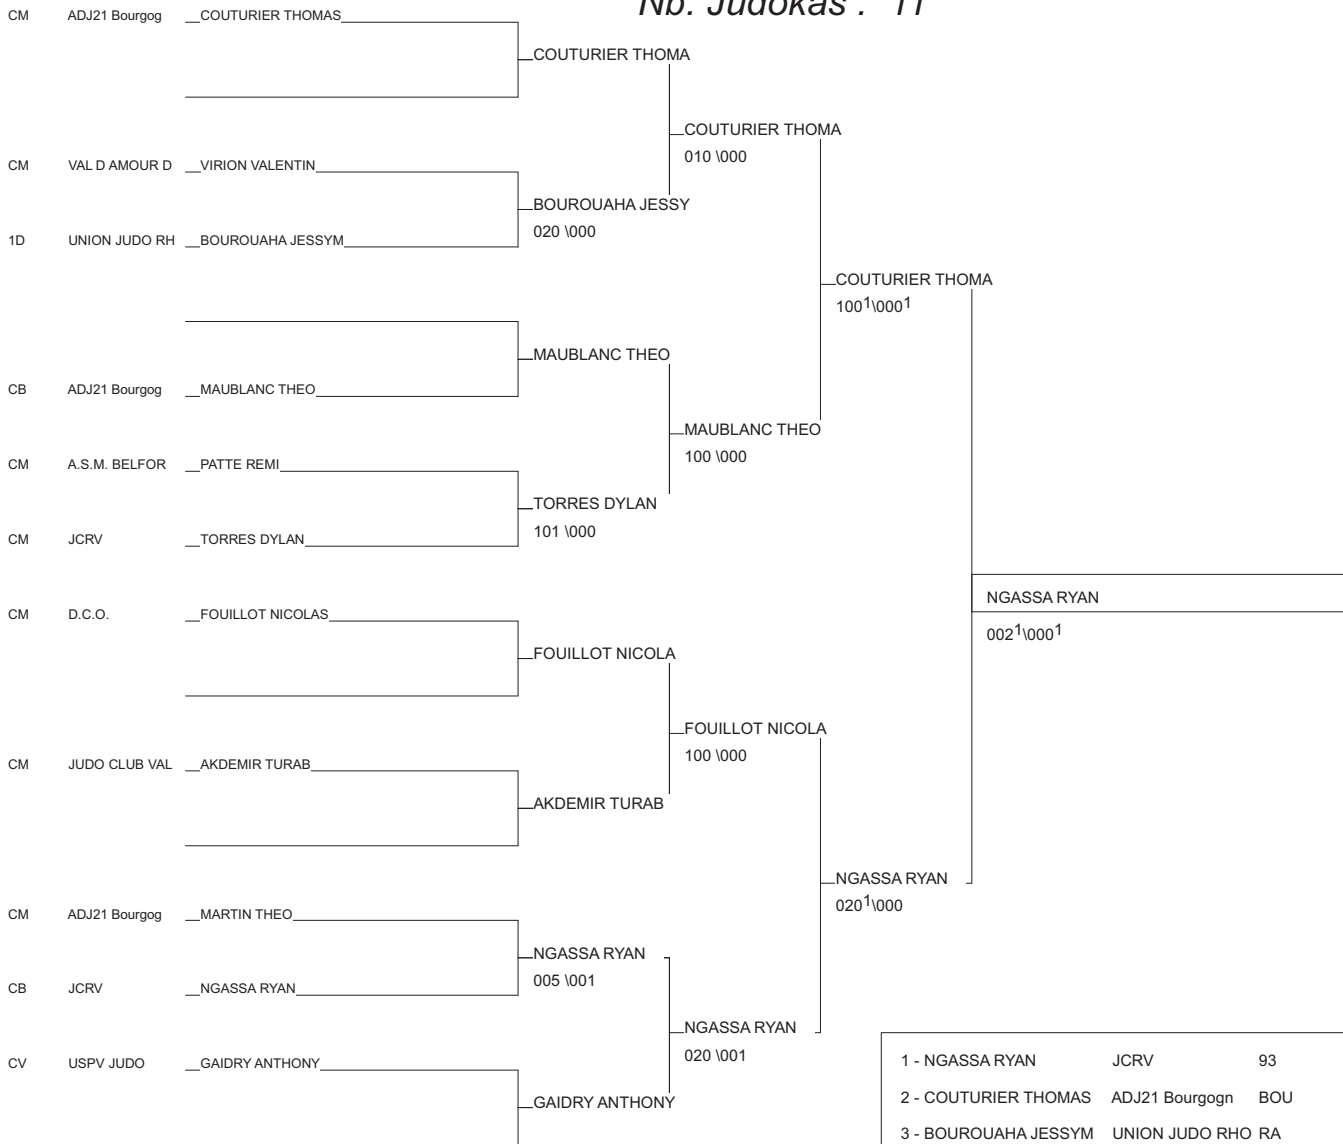 Nb. Judokas : 11
CM ADJ21 Bourgog COUTURIER THOMAS
COUTURIER THOMA
COUTURIER THOMA
010 \000
CM VAL D AMOUR D VIRION VALENTIN
BOUROUAHA JESSY
020 \000
1D UNION JUDO RH BOUROUAHA JESSYM
COUTURIER THOMA
100¹\000¹
MAUBLANC THEO
CB ADJ21 Bourgog MAUBLANC THEO
MAUBLANC THEO
100 \000
CM A.S.M. BELFOR PATTE REMI
TORRES DYLAN
101 \000
CM JCRV TORRES DYLAN
NGASSA RYAN
002¹\000¹
CM D.C.O. FOUILLOT NICOLAS
FOUILLOT NICOLA
FOUILLOT NICOLA
100 \000
CM JUDO CLUB VAL AKDEMIR TURAB
AKDEMIR TURAB
NGASSA RYAN
020¹\000
CM ADJ21 Bourgog MARTIN THEO
NGASSA RYAN
005 \001
CB JCRV NGASSA RYAN
NGASSA RYAN
020 \001
CV USPV JUDO GAIDRY ANTHONY
GAIDRY ANTHONY
1 - NGASSA RYAN JCRV 93
2 - COUTURIER THOMAS ADJ21 Bourgogn BOU
3 - BOUROUAHA JESSYM UNION JUDO RHO RA